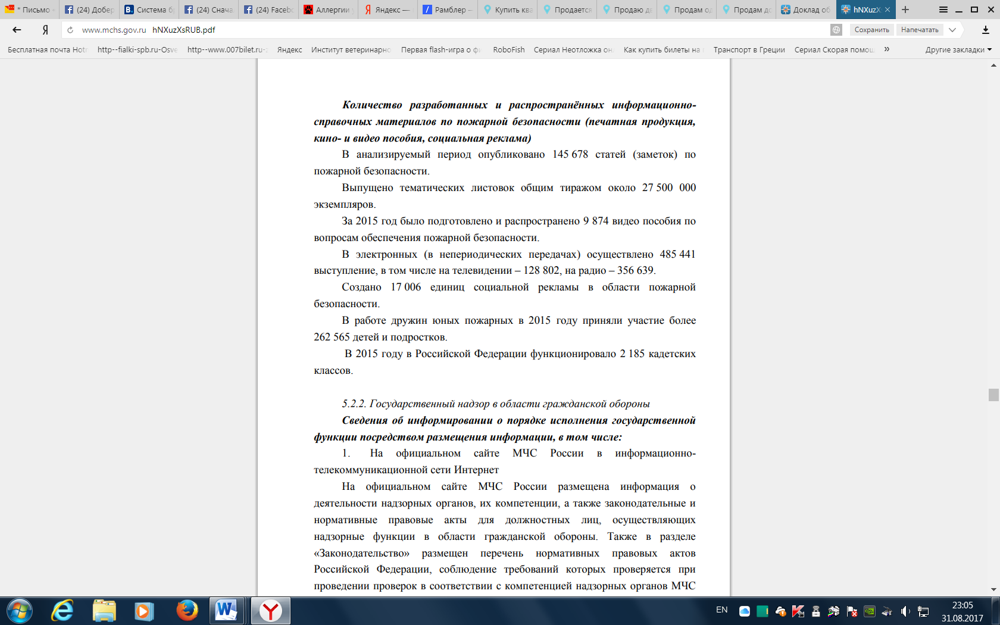 * Письмо
(24) Добер
Система б
(24) Снача
(24) Facebo
Аллергии
Яндекс —
Рамблер –
Купить ква
Продается
Продаю дв
Продам од
Продам до
Доклад об
hNXuzXs
www.mchs.gov.ru hNXuzXsRUB.pdf
Сохранить
Напечатать
Бесплатная почта Hotm
http--fialki-spb.ru-Osve
http--www.007bilet.ru-
Яндекс
Институт ветеринарно
Первая flash-игра о фи
RoboFish
Сериал Неотложка он
Как купить билеты на
Транспорт в Греции
Сериал Скорая помощ
»
Другие закладки
Количество разработанных и распространённых информационно-
справочных материалов по пожарной безопасности (печатная продукция,
кино- и видео пособия, социальная реклама)
В анализируемый период опубликовано 145 678 статей (заметок) по
пожарной безопасности.
Выпущено тематических листовок общим тиражом около 27 500 000
экземпляров.
За 2015 год было подготовлено и распространено 9 874 видео пособия по
вопросам обеспечения пожарной безопасности.
В электронных (в непериодических передачах) осуществлено 485 441
выступление, в том числе на телевидении – 128 802, на радио – 356 639.
Создано 17 006 единиц социальной рекламы в области пожарной
безопасности.
В работе дружин юных пожарных в 2015 году приняли участие более
262 565 детей и подростков.
В 2015 году в Российской Федерации функционировало 2 185 кадетских
классов.
5.2.2. Государственный надзор в области гражданской обороны
Сведения об информировании о порядке исполнения государственной
функции посредством размещения информации, в том числе:
1. На официальном сайте МЧС России в информационно-
телекоммуникационной сети Интернет
На официальном сайте МЧС России размещена информация о
деятельности надзорных органов, их компетенции, а также законодательные и
нормативные правовые акты для должностных лиц, осуществляющих
надзорные функции в области гражданской обороны. Также в разделе
«Законодательство» размещен перечень нормативных правовых актов
Российской Федерации, соблюдение требований которых проверяется при
проведении проверок в соответствии с компетенцией надзорных органов МЧС
EN
23:05
31.08.2017